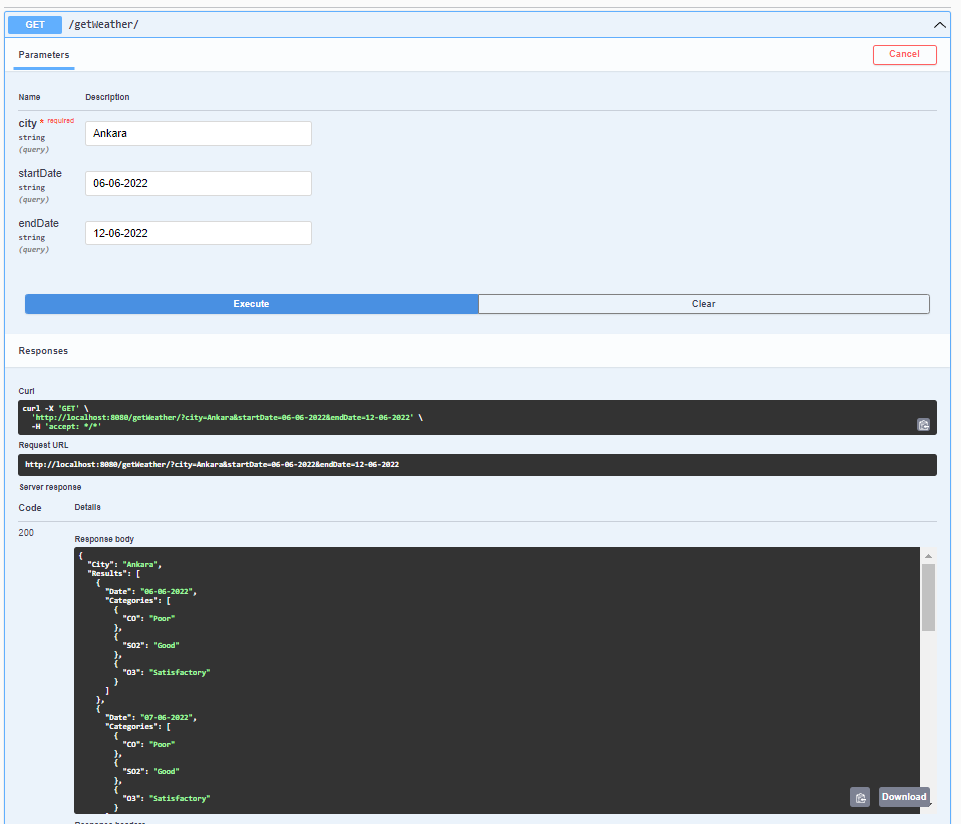 GET /getWeather/
Parameters
Cancel
Name Description
city * required
string
(query)
Ankara
startDate
string
(query)
06-06-2022
endDate
string
(query)
12-06-2022
Execute Clear
Responses
Curl
curl -X 'GET' \
'http://localhost:8080/getWeather/?city=Ankara&startDate=06-06-2022&endDate=12-06-2022' \
-H 'accept: */*'
Request URL
http://localhost:8080/getWeather/?city=Ankara&startDate=06-06-2022&endDate=12-06-2022
Server response
Code Details
200
Response body
{
"City": "Ankara",
"Results": [
{
"Date": "06-06-2022",
"Categories": [
{
"CO": "Poor"
},
{
"SO2": "Good"
},
{
"O3": "Satisfactory"
}
]
},
{
"Date": "07-06-2022",
"Categories": [
{
"CO": "Poor"
},
{
"SO2": "Good"
},
{
"O3": "Satisfactory"
}
Download
Response headers